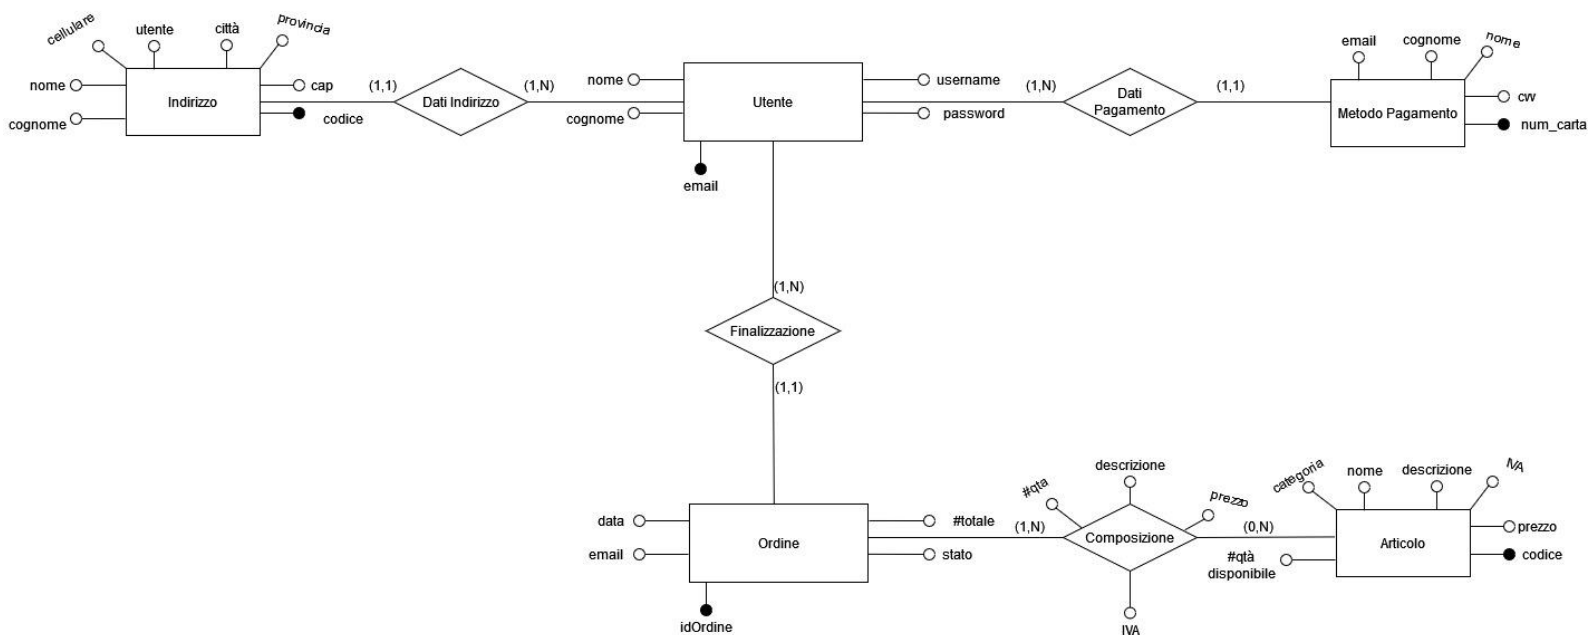 cellulare
utente
città
provincia
nome
cognome
Indirizzo
cap
codice
(1,1)
Dati Indirizzo
(1,N)
nome
cognome
Utente
username
password
email
(1,N)
Dati
Pagamento
(1,1)
email
cognome
nome
Metodo Pagamento
cvv
num_carta
(1,N)
Finalizzazione
(1,1)
data
email
Ordine
#totale
stato
idOrdine
(1,N)
#qta
descrizione
prezzo
Composizione
IVA
(0,N)
#qtà
disponibile
categoria
nome
descrizione
IVA
Articolo
prezzo
codice